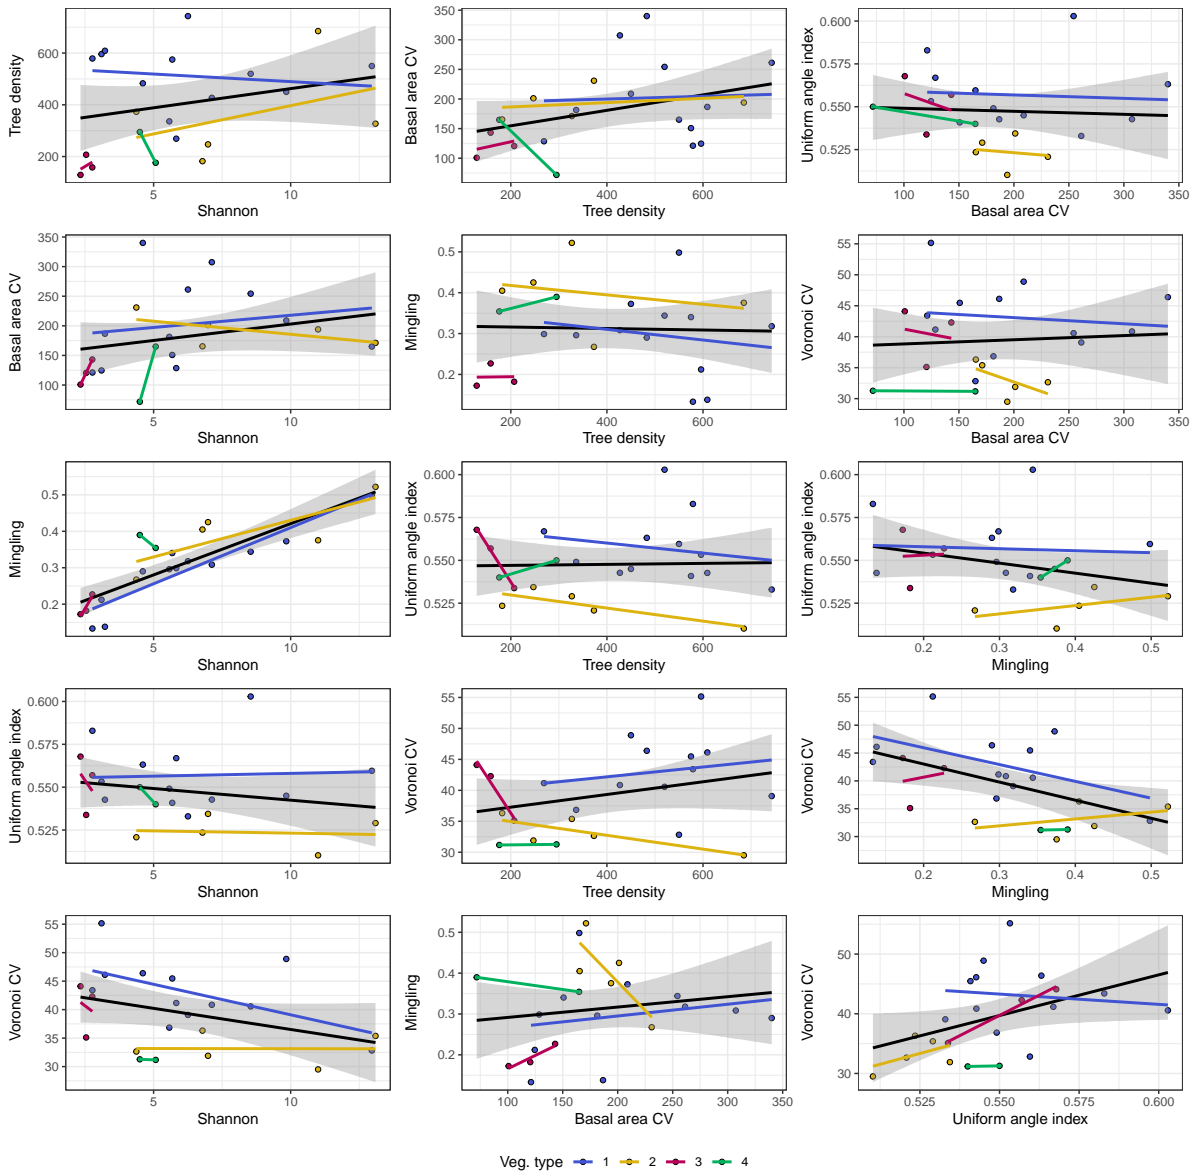 Tree density
600
400
200
5 10
Shannon
Basal area CV
350
300
250
200
150
100
200 400 600
Tree density
Uniform angle index
0.600
0.575
0.550
0.525
100 150 200 250 300 350
Basal area CV
Basal area CV
350
300
250
200
150
100
5 10
Shannon
Mingling
0.5
0.4
0.3
0.2
200 400 600
Tree density
Voronoi CV
55
50
45
40
35
30
100 150 200 250 300 350
Basal area CV
Mingling
0.5
0.4
0.3
0.2
5 10
Shannon
Uniform angle index
0.600
0.575
0.550
0.525
200 400 600
Tree density
Uniform angle index
0.600
0.575
0.550
0.525
0.2 0.3 0.4 0.5
Mingling
Uniform angle index
0.600
0.575
0.550
0.525
5 10
Shannon
Voronoi CV
55
50
45
40
35
30
200 400 600
Tree density
Voronoi CV
55
50
45
40
35
30
0.2 0.3 0.4 0.5
Mingling
Voronoi CV
55
50
45
40
35
30
5 10
Shannon
Mingling
0.5
0.4
0.3
0.2
100 150 200 250 300 350
Basal area CV
Voronoi CV
50
40
30
0.525 0.550 0.575 0.600
Uniform angle index
Veg. type 1 2 3 4